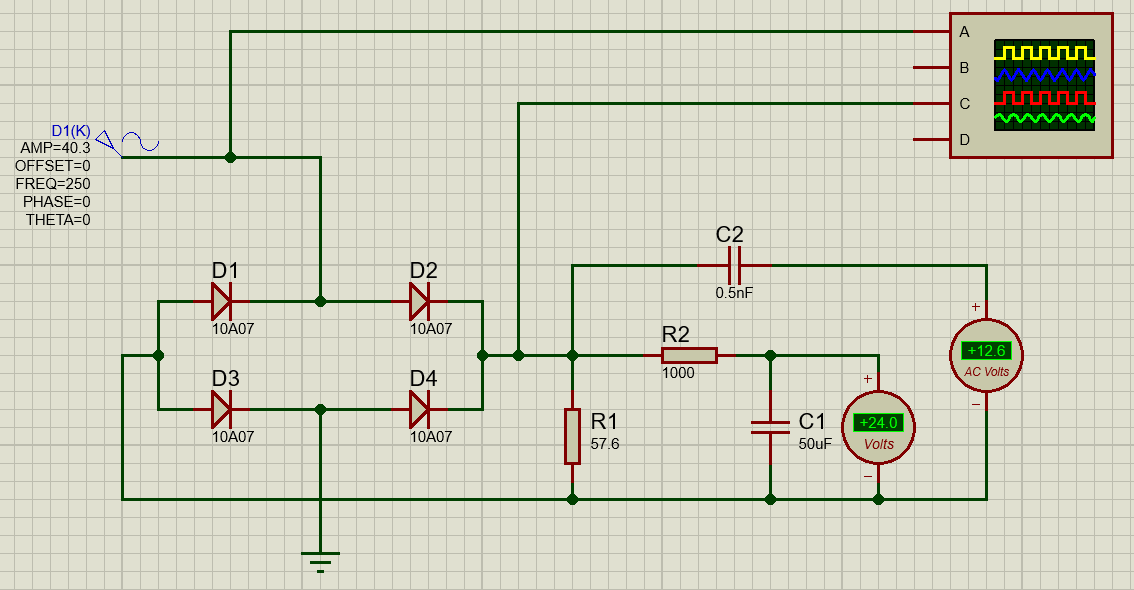 A
B
C
D
D1(K)
AMP=40.3
OFFSET=0
FREQ=250
PHASE=0
THETA=0
C2
0.5nF
D1
10A07
D2
10A07
+
+12.6
AC Volts
−
R2
1000
D3
10A07
D4
10A07
R1
57.6
C1
50uF
+
+24.0
Volts
−